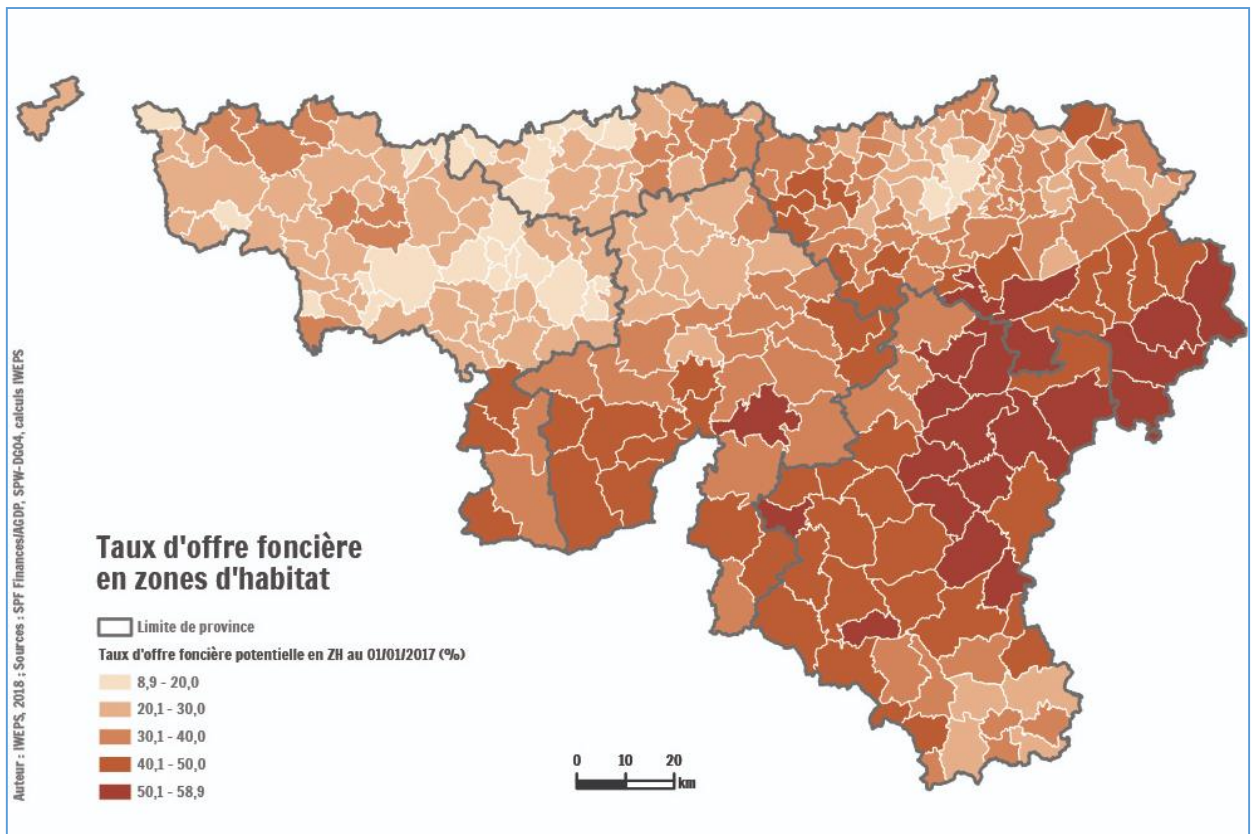 Taux d'offre foncière
en zones d'habitat
Limite de province
Taux d'offre foncière potentielle en ZH au 01/01/2017 (%)
8,9 - 20,0
20,1 - 30,0
30,1 - 40,0
40,1 - 50,0
50,1 - 58,9
0 10 20
km
Auteur : IWEPS, 2018 ; Sources : SPF Finances/AGDP, SPW-DGO4, calculs IWEPS